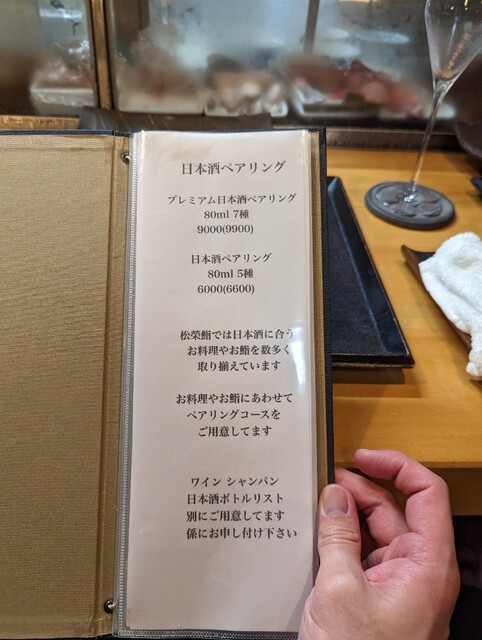 日本酒ペアリング
プレミアム日本酒ペアリング
80ml 7種
9000(9900)
日本酒ペアリング
80ml 5種
6000(6600)
松栄鮨では日本酒に合う
お料理やお鮨を数多く
取り揃えています
お料理やお鮨にあわせて
ペアリングコースを
ご用意してます
ワイン シャンパン
日本酒ボトルリスト
別にご用意してます
係にお申し付け下さい